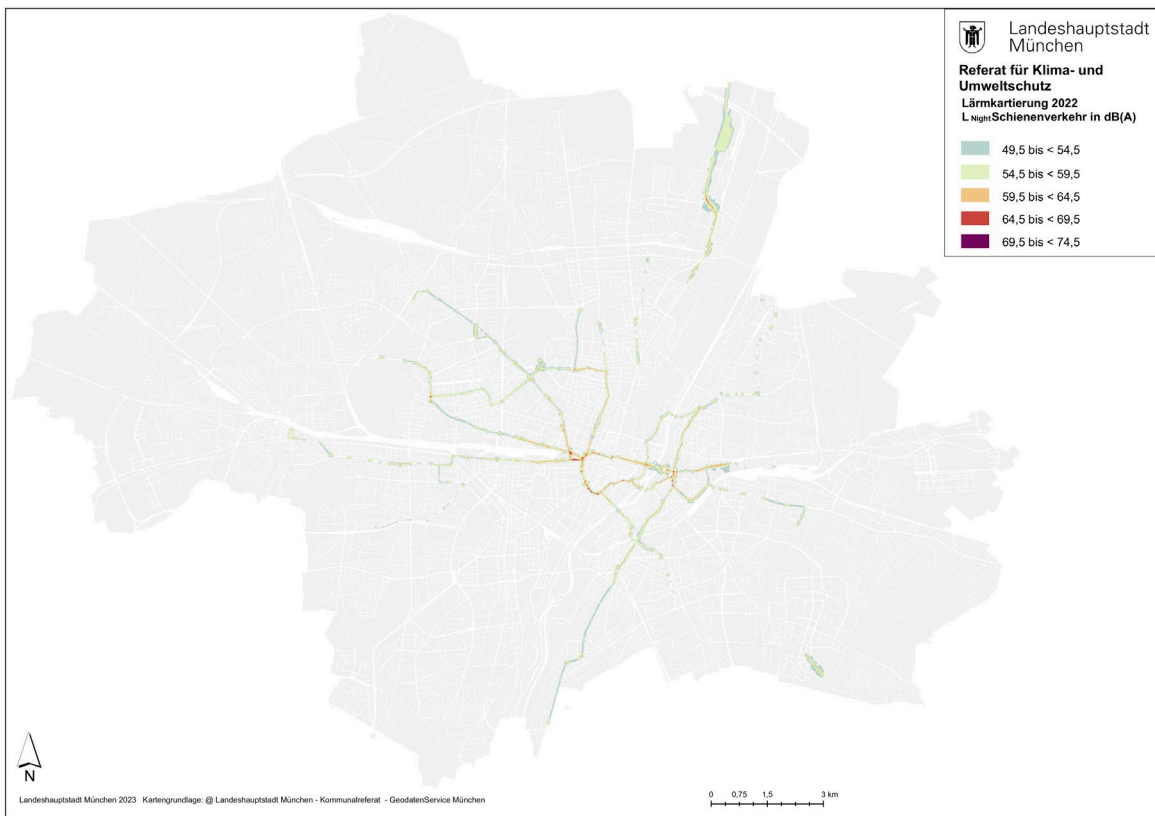 Landeshauptstadt
München
Referat für Klima- und
Umweltschutz
Lärmkartierung 2022
L Night Schienenverkehr in dB(A)
49,5 bis < 54,5
54,5 bis < 59,5
59,5 bis < 64,5
64,5 bis < 69,5
69,5 bis < 74,5
N
Landeshauptstadt München 2023 Kartengrundlage: @ Landeshauptstadt München - Kommunalreferat - GeodatenService München
0 0,75 1,5 3 km